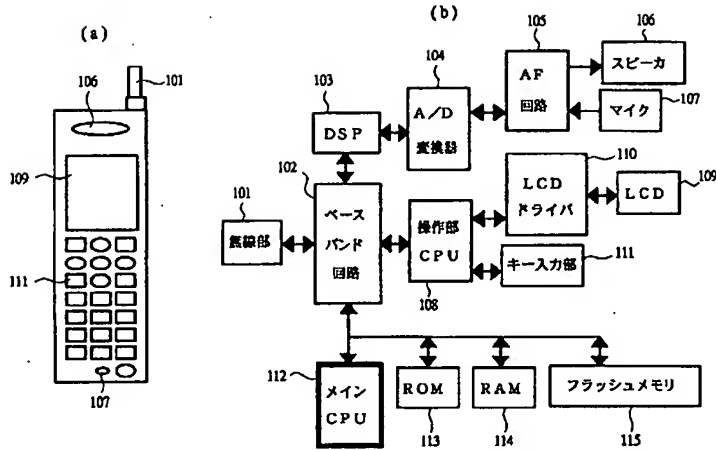 (a)
101
106
109
111
107
(b)
105
106
104
AF
回路
スピーカ
103
A/D
変換器
マイク
107
DSP
102
110
101
ベース
バンド
回路
操作部
CPU
LCD
ドライバ
LCD
109
無線部
キー入力部
111
108
112
メイン
CPU
ROM
RAM
フラッシュメモリ
113
114
115